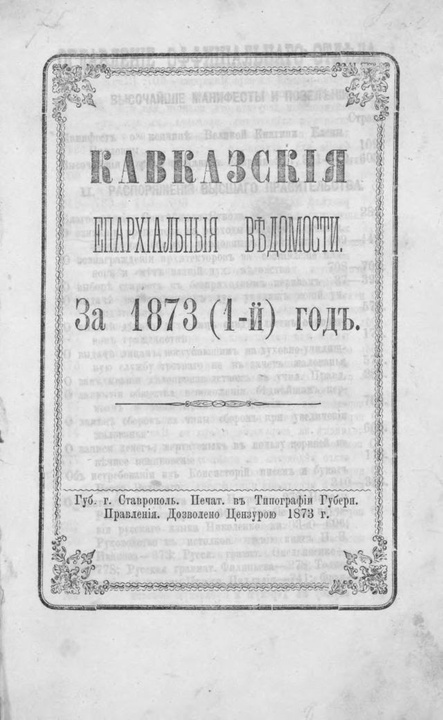 КАВКАЗСКІЯ
ЕПАРХІАЛЬНЫЯ ВѢДОМОСТИ.
За 1873 (1-й) годъ.
Губ. г. Ставрополь. Печат. въ Типографіи Губерн.
Правленія. Дозволено Цензурою 1873 г.